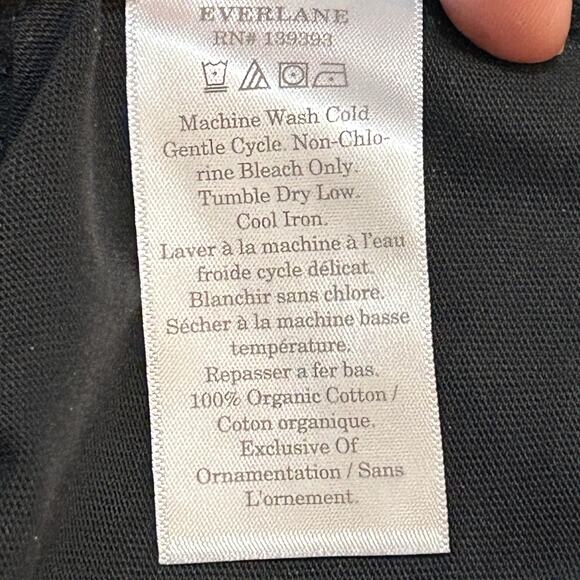 EVERLANE
RN# 139393
Machine Wash Cold
Gentle Cycle. Non-Chlo-
rine Bleach Only.
Tumble Dry Low.
Cool Iron.
Laver à la machine à l'eau
froide cycle délicat.
Blanchir sans chlore.
Sécher à la machine basse
température.
Repasser a fer bas.
100% Organic Cotton /
Coton organique.
Exclusive Of
Ornamentation / Sans
L'ornement.